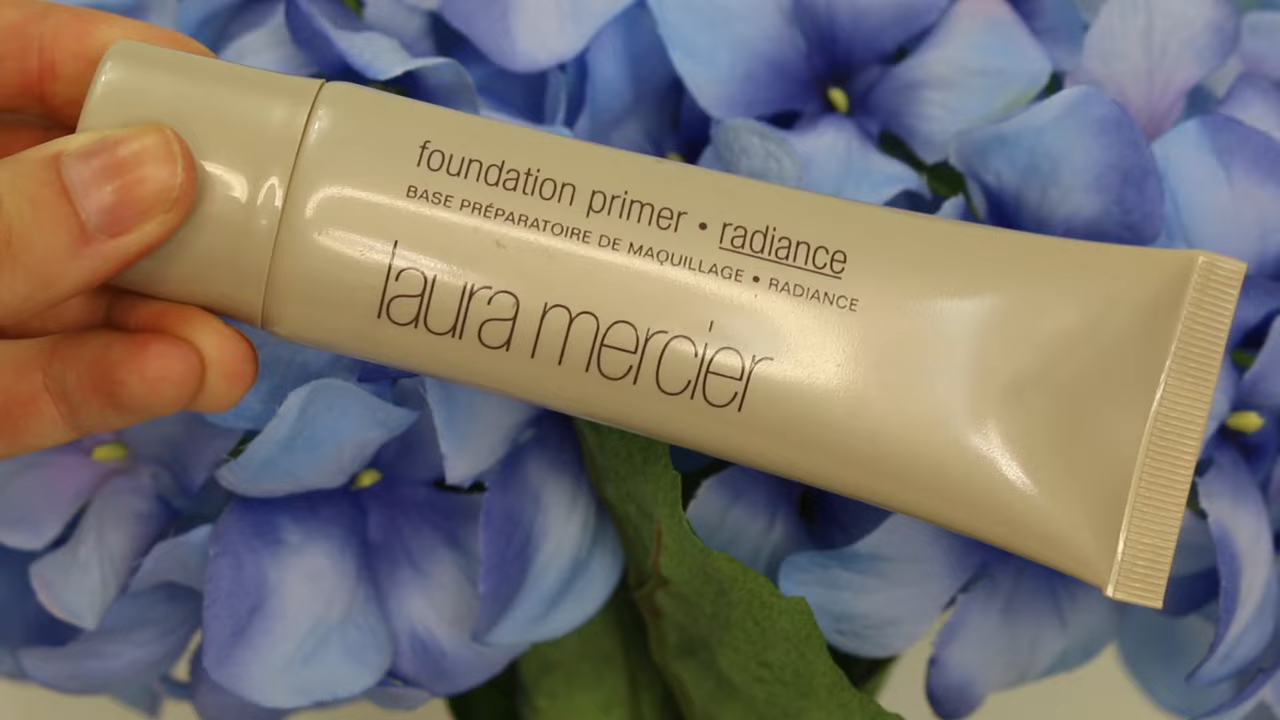 foundation primer • radiance
BASE PRÉPARATOIRE DE MAQUILLAGE • RADIANCE
laura mercier